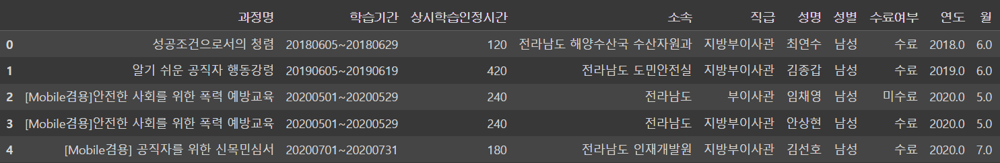 과정명 학습기간 상시학습인정시간 소속 직급 성명 성별 수료여부 연도 월
0 성공조건으로서의 청렴 20180605~20180629 120 전라남도 해양수산국 수산자원과 지방부이사관 최연수 남성 수료 2018.0 6.0
1 알기 쉬운 공직자 행동강령 20190605~20190619 420 전라남도 도민안전실 지방부이사관 김종갑 남성 수료 2019.0 6.0
2 [Mobile겸용]안전한 사회를 위한 폭력 예방교육 20200501~20200529 240 전라남도 부이사관 임채영 남성 미수료 2020.0 5.0
3 [Mobile겸용]안전한 사회를 위한 폭력 예방교육 20200501~20200529 240 전라남도 지방부이사관 안상현 남성 수료 2020.0 5.0
4 [Mobile겸용] 공직자를 위한 신목민심서 20200701~20200731 180 전라남도 인재개발원 지방부이사관 김선호 남성 수료 2020.0 7.0